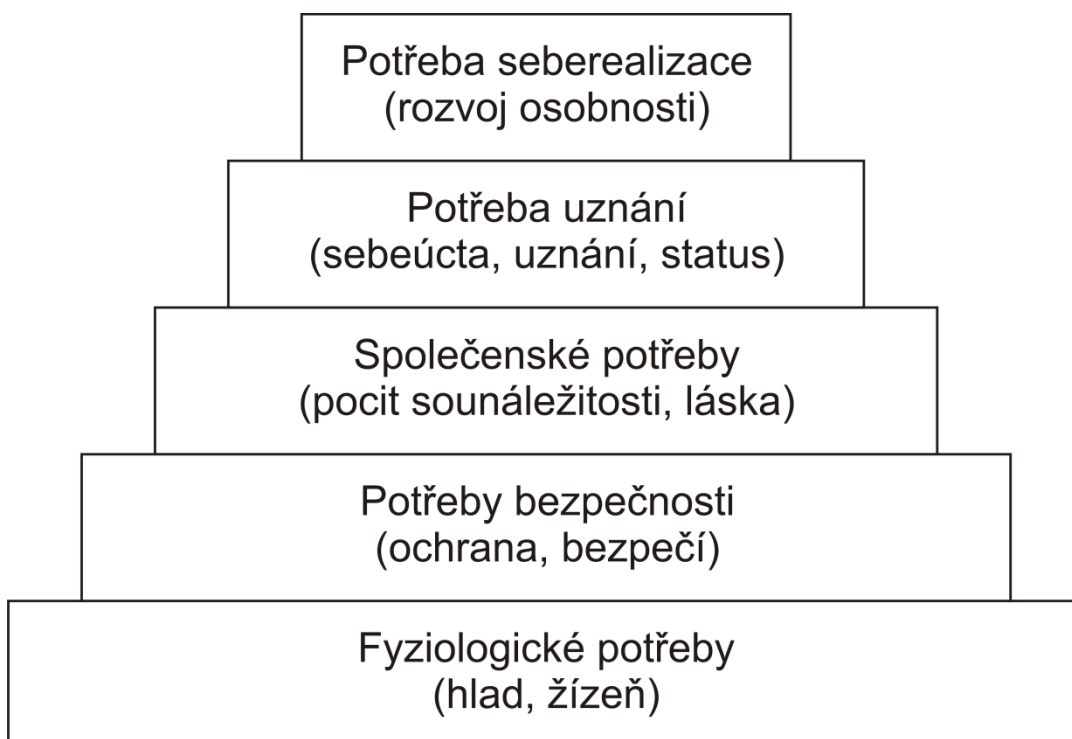 Potřeba seberealizace
(rozvoj osobnosti)
Potřeba uznání
(sebeúcta, uznání, status)
Společenské potřeby
(pocit sounáležitosti, láska)
Potřeby bezpečnosti
(ochrana, bezpečí)
Fyziologické potřeby
(hlad, žízeň)